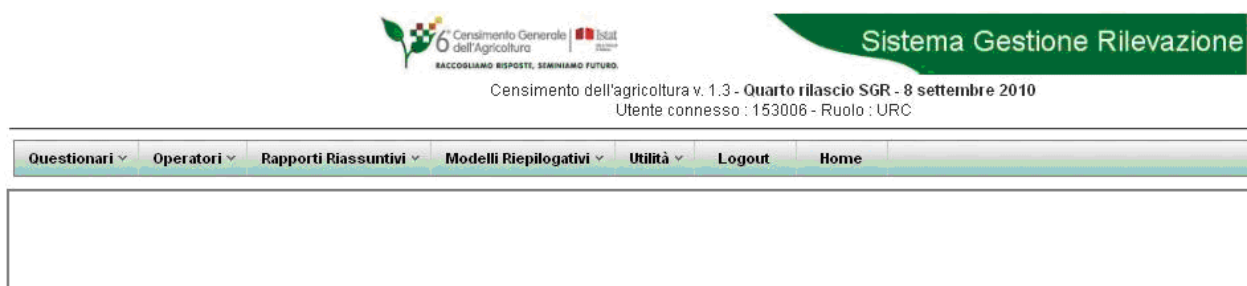 6° Censimento Generale
dell'Agricoltura
Istat
RACCOGLIAMO RISPOSTE, SEMINIAMO FUTURO.
Sistema Gestione Rilevazione
Censimento dell'agricoltura v. 1.3 - Quarto rilascio SGR - 8 settembre 2010
Utente connesso : 153006 - Ruolo : URC
Questionari Operatori Rapporti Riassuntivi Modelli Riepilogativi Utilità Logout Home